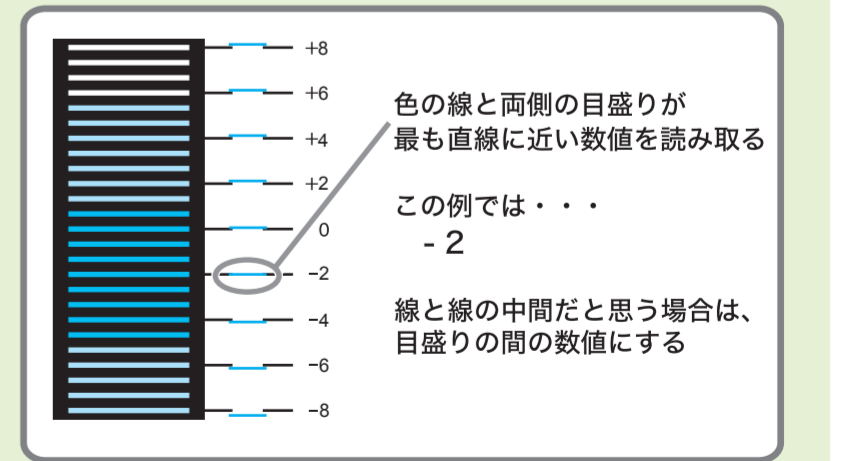 +8
+6
+4
+2
0
−2
−4
−6
−8
色の線と両側の目盛りが
最も直線に近い数値を読み取る
この例では・・・
- 2
線と線の中間だと思う場合は、
目盛りの間の数値にする